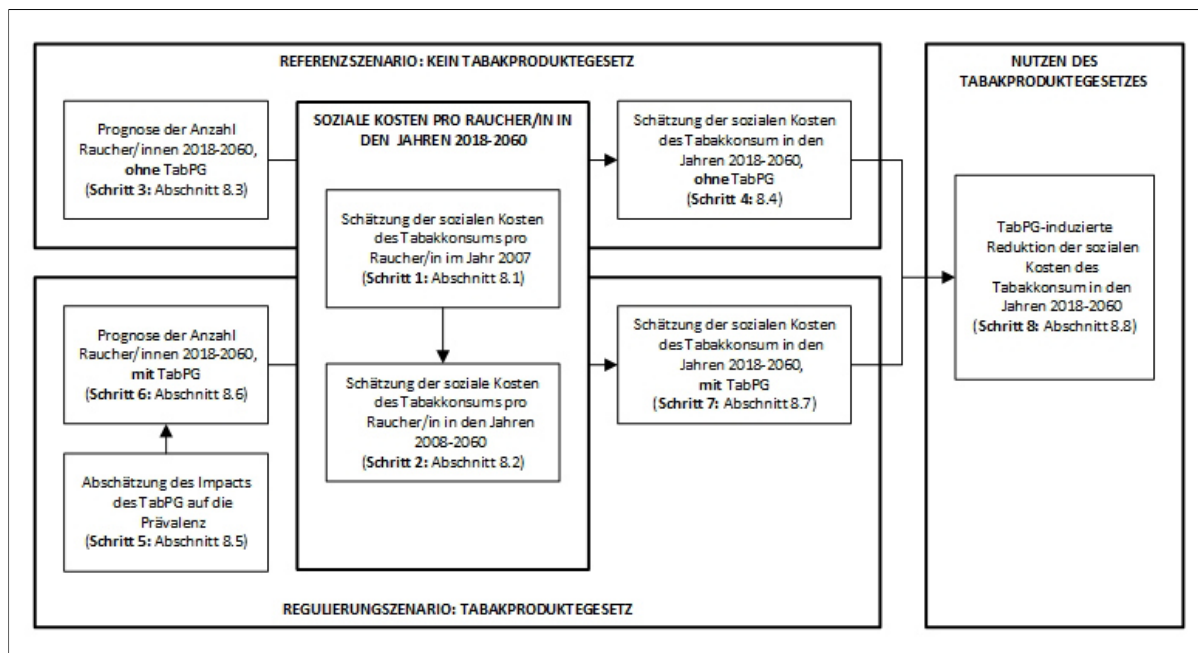 REFERENZSZENARIO: KEIN TABAKPRODUKTEGESETZ
Prognose der Anzahl
Raucher/innen 2018-2060,
ohne TabPG
(Schritt 3: Abschnitt 8.3)
SOZIALE KOSTEN PRO RAUCHER/IN IN
DEN JAHREN 2018-2060
Schätzung der sozialen Kosten
des Tabakkonsums pro
Raucher/in im Jahr 2007
(Schritt 1: Abschnitt 8.1)
Schätzung der soziale Kosten
des Tabakkonsums pro
Raucher/in in den Jahren
2008-2060
(Schritt 2: Abschnitt 8.2)
Schätzung der sozialen Kosten
des Tabakkonsum in den
Jahren 2018-2060,
ohne TabPG
(Schritt 4: 8.4)
Prognose der Anzahl
Raucher/innen 2018-2060,
mit TabPG
(Schritt 6: Abschnitt 8.6)
Abschätzung des Impacts
des TabPG auf die
Prävalenz
(Schritt 5: Abschnitt 8.5)
Schätzung der sozialen Kosten
des Tabakkonsum in den
Jahren 2018-2060,
mit TabPG
(Schritt 7: Abschnitt 8.7)
REGULIERUNGSZENARIO: TABAKPRODUKTEGESETZ
NUTZEN DES
TABAKPRODUKTEGESETZES
TabPG-induzierte
Reduktion der sozialen
Kosten des
Tabakkonsum in den
Jahren 2018-2060
(Schritt 8: Abschnitt 8.8)